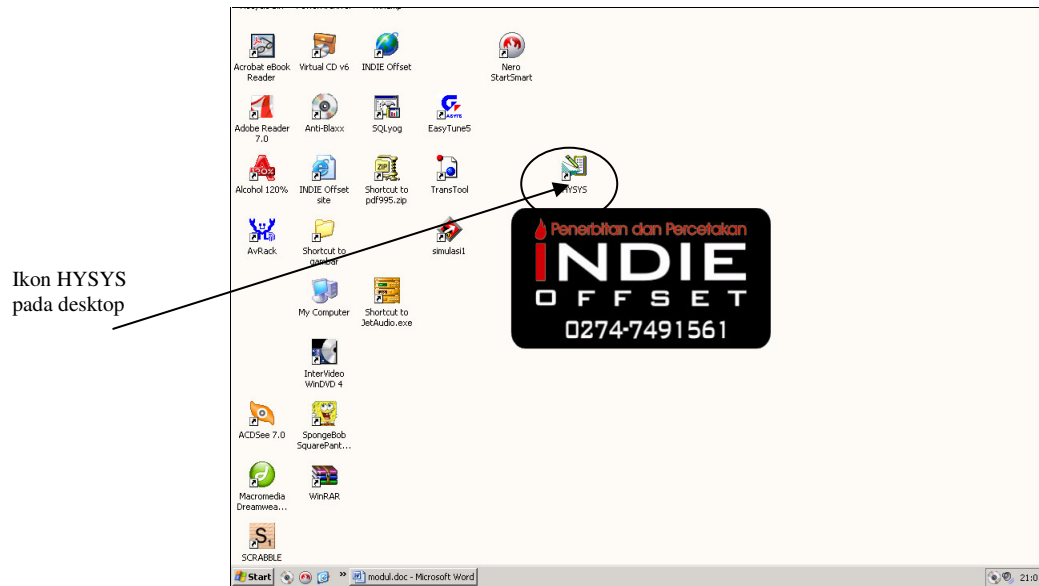 Acrobat eBook
Reader
Virtual CD v6
INDIE Offset
Nero
StartSmart
Adobe Reader
7.0
Anti-Blaxx
SQLyog
EasyTune5
Alcohol 120%
INDIE Offset
site
Shortcut to
pdf995.zip
TransTool
HYSYS
AvRack
Shortcut to
gambar
simulasi1
Penerbitan dan Percetakan
iNDIE
OFFSET
0274-7491561
Ikon HYSYS
pada desktop
My Computer
Shortcut to
JetAudio.exe
InterVideo
WinDVD 4
ACDSee 7.0
SpongeBob
SquarePant...
Macromedia
Dreamwea...
WinRAR
SCRABBLE
Start
modul.doc - Microsoft Word
21:0